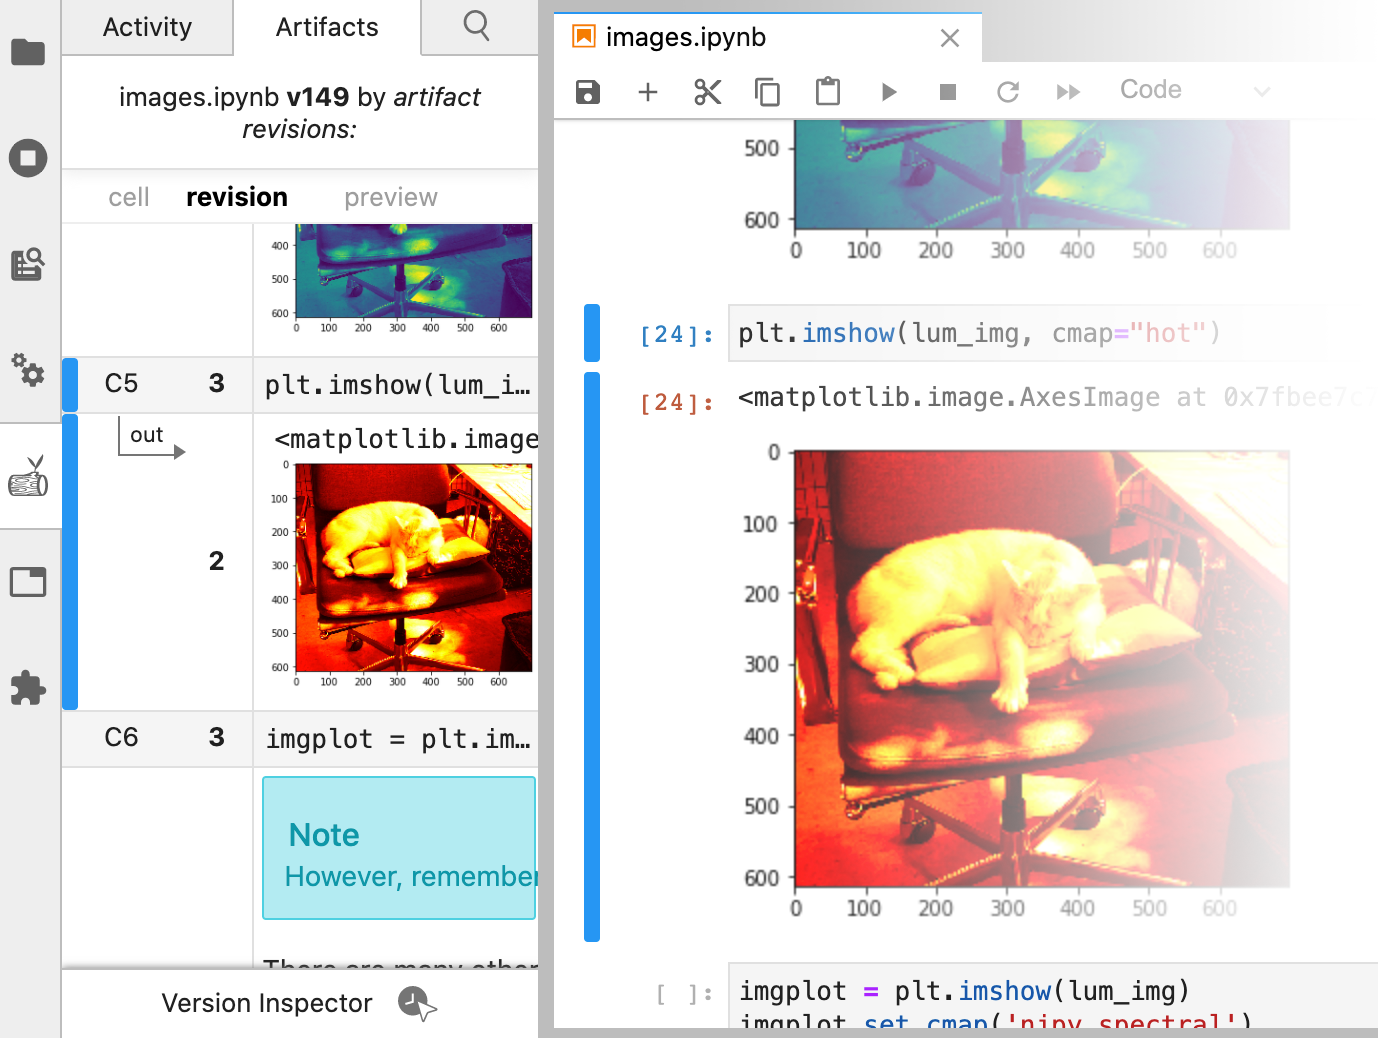 Activity
Artifacts
images.ipynb v149 by artifact
revisions:
cell revision preview
400
500
600
0 100 200 300 400 500 600
C5 3 plt.imshow(lum_i…
out
<matplotlib.image
2
0
100
200
300
400
500
600
0 100 200 300 400 500 600
C6 3 imgplot = plt.im…
Note
However, remember
There are many other
Version Inspector
images.ipynb
Code
500
600
0 100 200 300 400 500 600
[24]: plt.imshow(lum_img, cmap="hot")
[24]: <matplotlib.image.AxesImage at 0x7fbee7c
0
100
200
300
400
500
600
0 100 200 300 400 500 600
[ ]: imgplot = plt.imshow(lum_img)
imgplot.set_cmap('nipy_spectral')